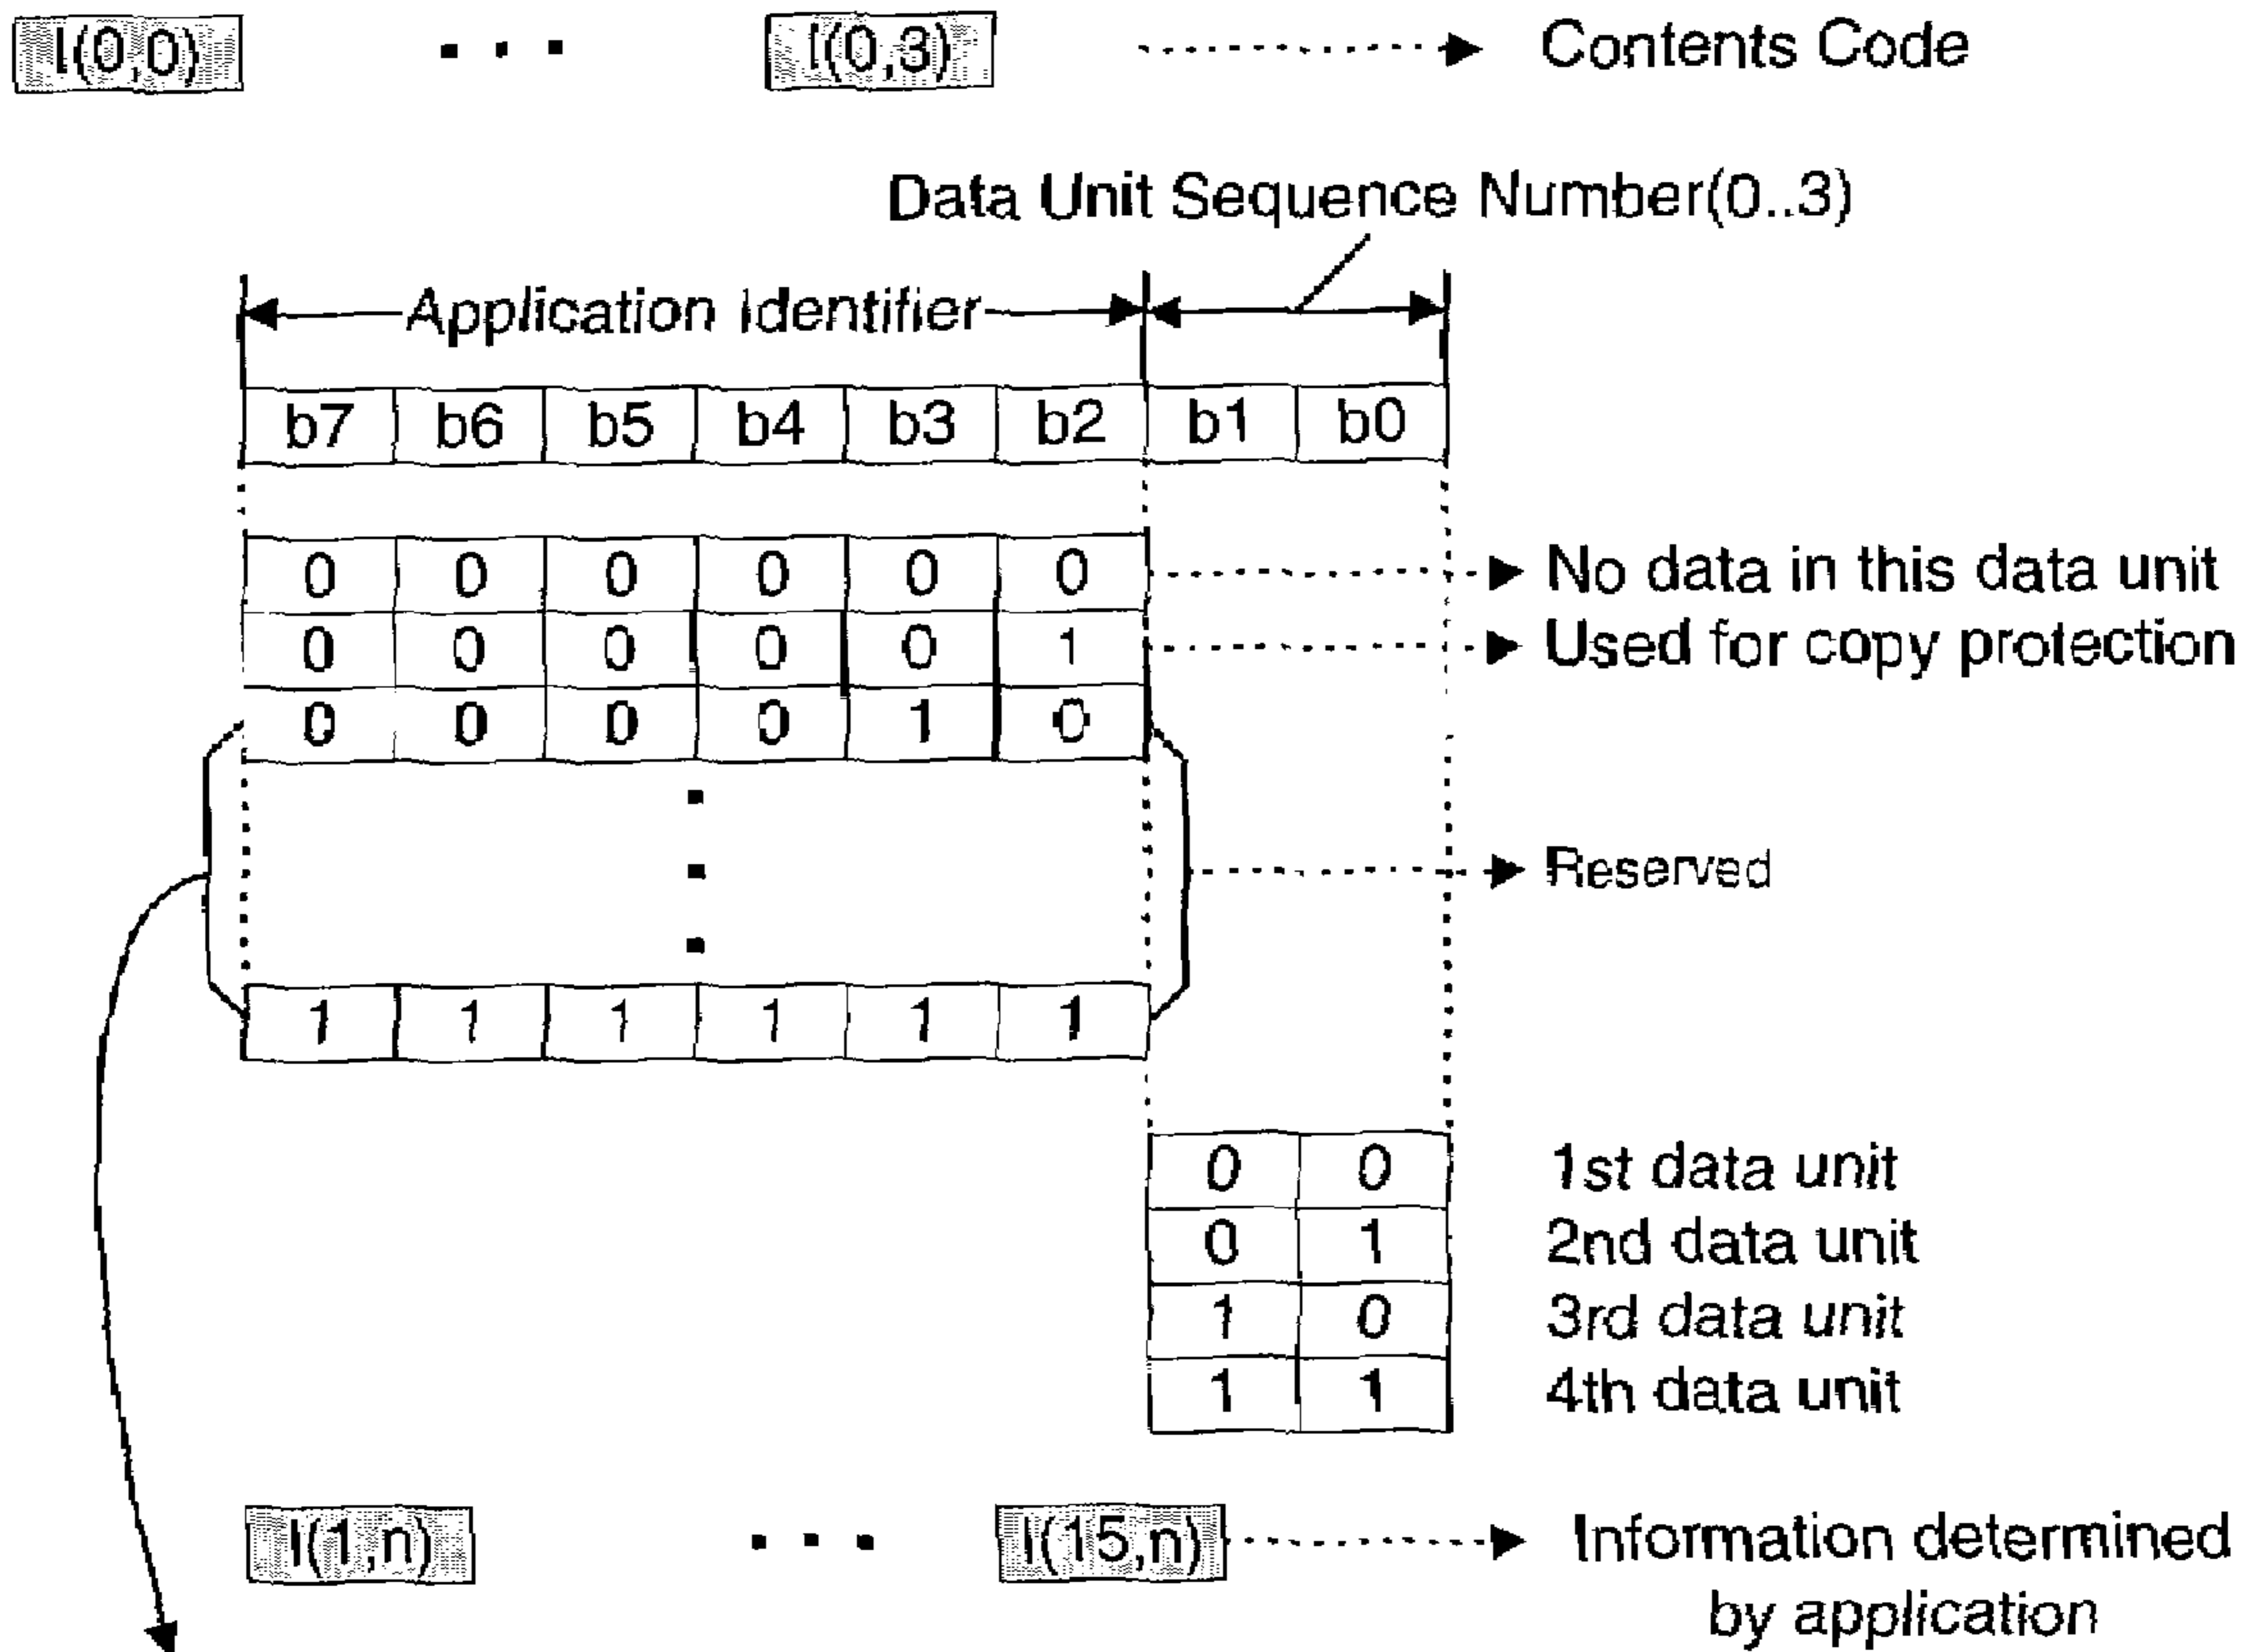 I(0,0) ... I(0,3) Contents Code
Data Unit Sequence Number(0..3)
Application Identifier
b7 b6 b5 b4 b3 b2 b1 b0
0 0 0 0 0 0 No data in this data unit
0 0 0 0 0 1 Used for copy protection
0 0 0 0 1 0
Reserved
1 1 1 1 1 1
0 0 1st data unit
0 1 2nd data unit
1 0 3rd data unit
1 1 4th data unit
I(1,n) ... I(15,n) Information determined
by application